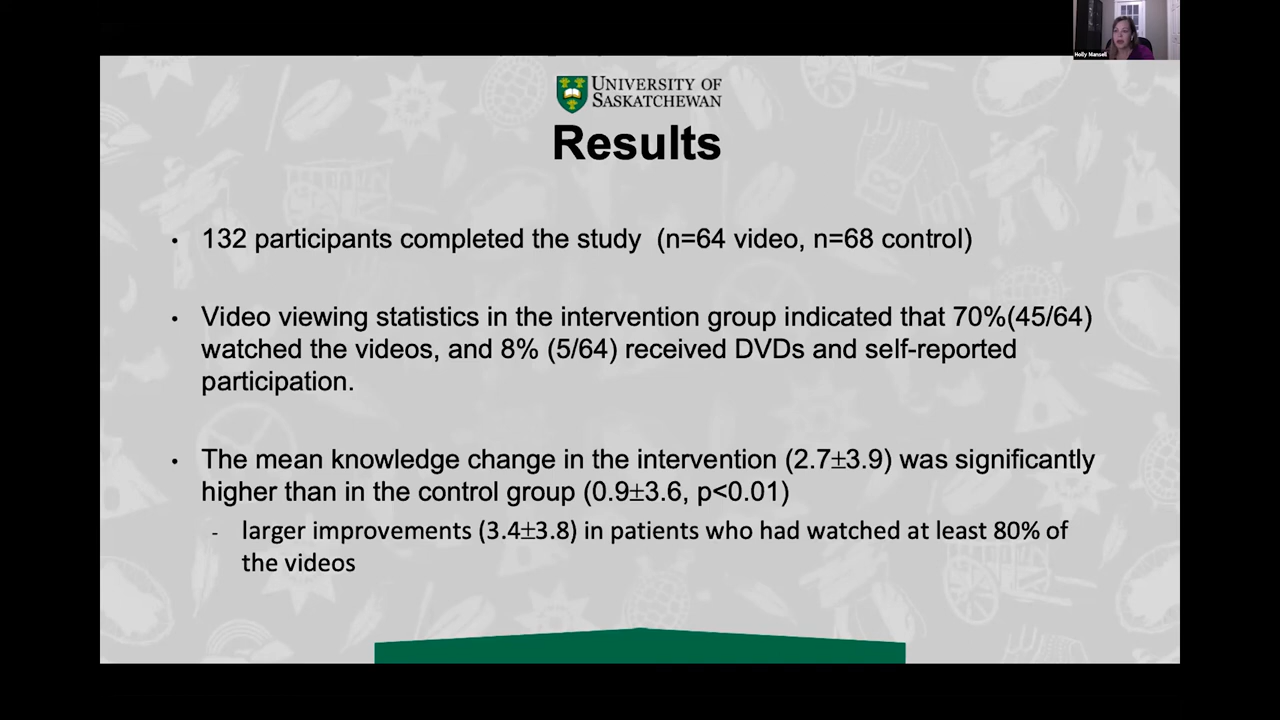 Holly Mansell
UNIVERSITY OF
SASKATCHEWAN
Results
• 132 participants completed the study (n=64 video, n=68 control)
• Video viewing statistics in the intervention group indicated that 70%(45/64)
watched the videos, and 8% (5/64) received DVDs and self-reported
participation.
• The mean knowledge change in the intervention (2.7±3.9) was significantly
higher than in the control group (0.9±3.6, p<0.01)
- larger improvements (3.4±3.8) in patients who had watched at least 80% of
the videos